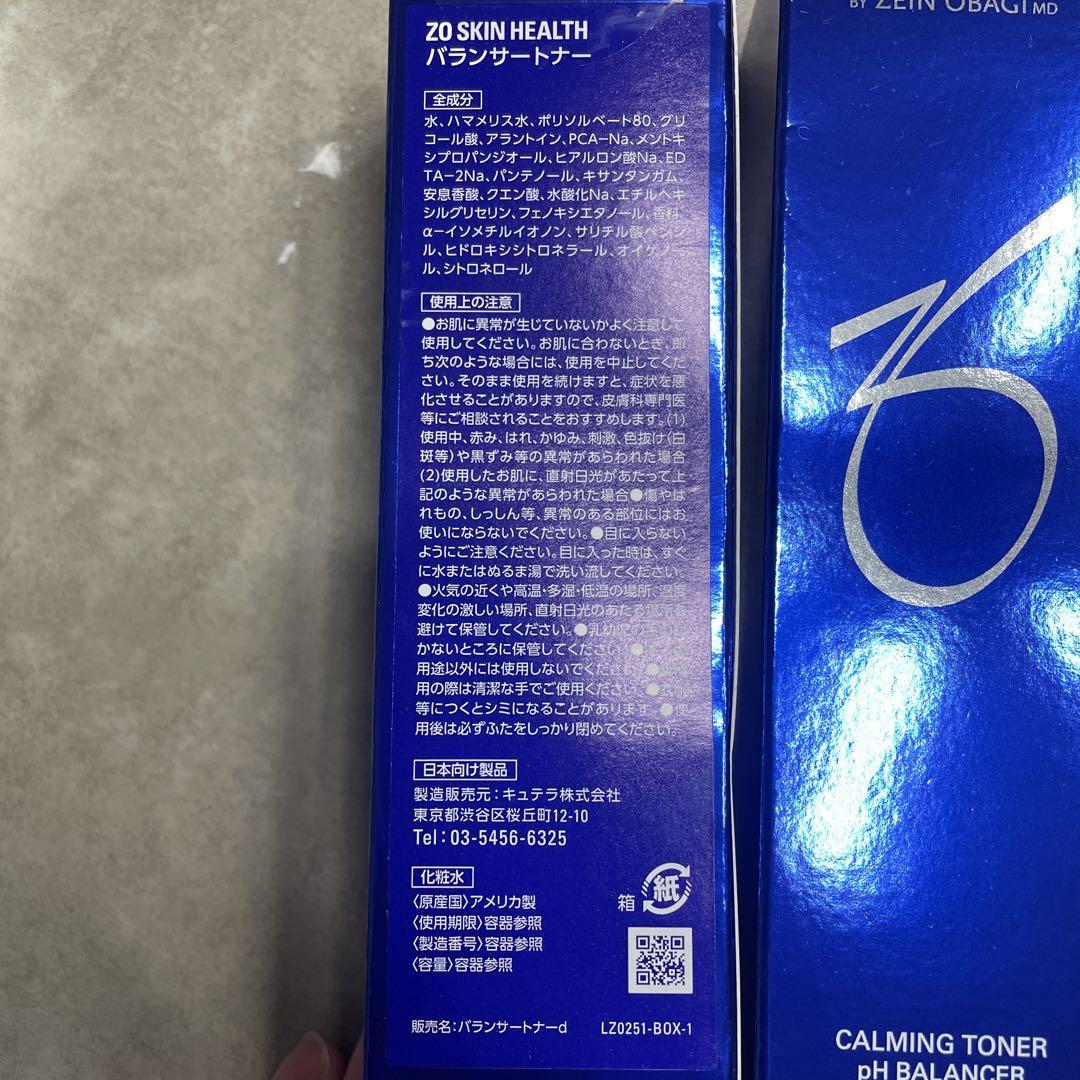 ZO SKIN HEALTH
バランサートナー
全成分
水、ハマメリス水、ポリソルベート80、グリ
コール酸、アラントイン、PCA-Na、メントキ
シプロパンジオール、ヒアルロン酸Na、ED
TA-2Na、パンテノール、キサンタンガム、
安息香酸、クエン酸、水酸化Na、エチルヘキ
シルグリセリン、フェノキシエタノール、香料、
α-イソメチルイオノン、サリチル酸ベンジ
ル、ヒドロキシシトロネラール、オイゲノー
ル、シトロネロール
使用上の注意
●お肌に異常が生じていないかよく注意して
使用してください。お肌に合わないとき、即
ち次のような場合には、使用を中止してくだ
さい。そのまま使用を続けますと、症状を悪
化させることがありますので、皮膚科専門医
等にご相談されることをおすすめします。(1)
使用中、赤み、はれ、かゆみ、刺激、色抜け(白
斑等)や黒ずみ等の異常があらわれた場合
(2)使用したお肌に、直射日光があたって上
記のような異常があらわれた場合●傷やは
れもの、しっしん等、異常のある部位にはお
使いにならないでください。●目に入らない
ようにご注意ください。目に入った時は、すぐ
に水またはぬるま湯で洗い流してください。
●火気の近くや高温・多湿・低温の場所、温度
変化の激しい場所、直射日光のあたる場所を
避けて保管してください。●乳幼児の手の届
かないところに保管してください。●
用途以外には使用しないでください。●
用の際は清潔な手でご使用ください。●
等につくとシミになることがあります。●使
用後は必ずふたをしっかり閉めてください。
日本向け製品
製造販売元:キュテラ株式会社
東京都渋谷区桜丘町12-10
Tel:03-5456-6325
化粧水
〈原産国〉アメリカ製
〈使用期限〉容器参照
〈製造番号〉容器参照
〈容量〉容器参照
箱 紙
販売名:バランサートナーd LZ0251-BOX-1
BY ZEIN OBAGI MD
CALMING TONER
pH BALANCER